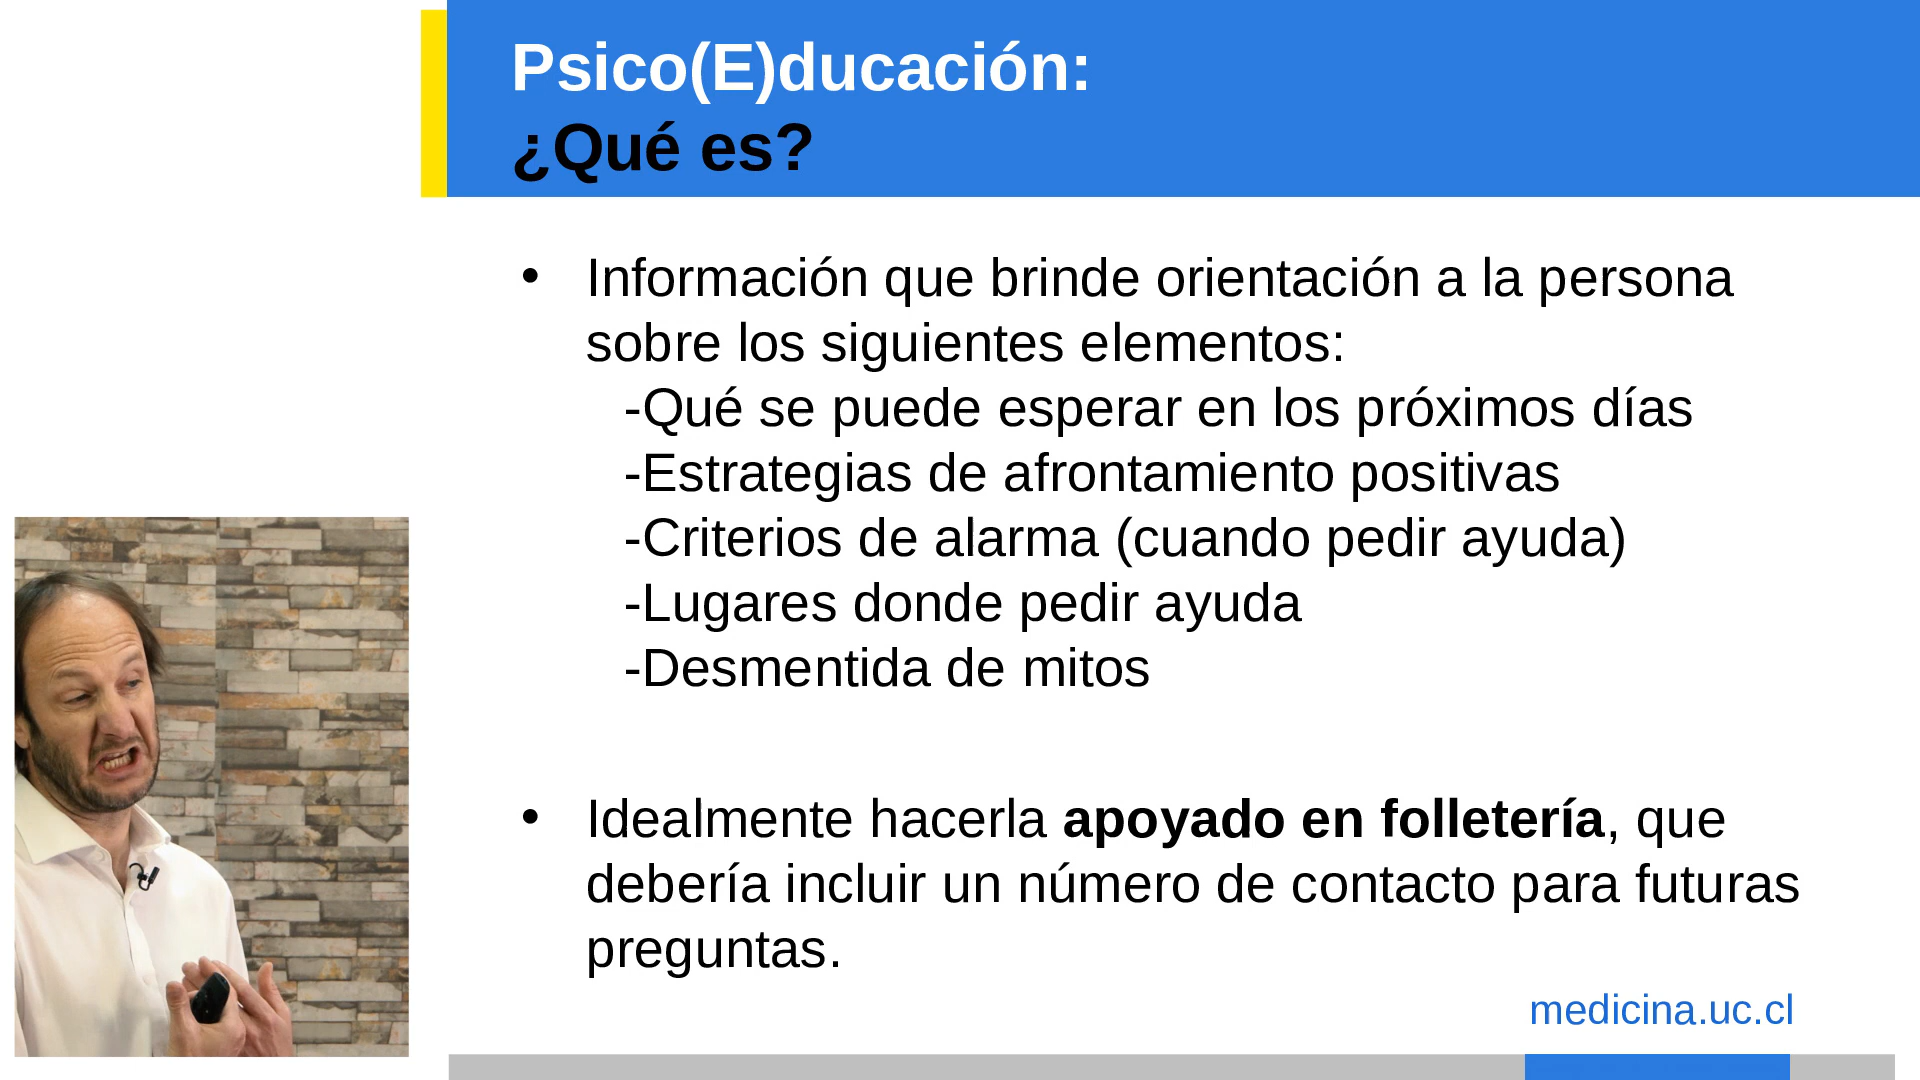 Psico(E)ducación:
¿Qué es?
• Información que brinde orientación a la persona
sobre los siguientes elementos:
-Qué se puede esperar en los próximos días
-Estrategias de afrontamiento positivas
-Criterios de alarma (cuando pedir ayuda)
-Lugares donde pedir ayuda
-Desmentida de mitos
• Idealmente hacerla apoyado en folletería, que
debería incluir un número de contacto para futuras
preguntas.
medicina.uc.cl